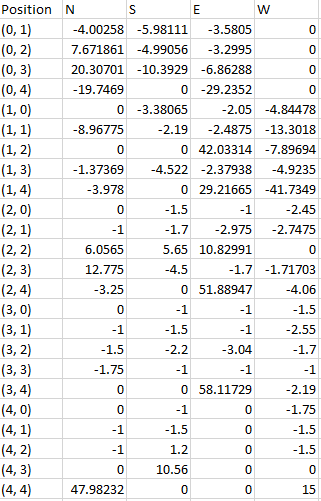 Position N S E W
(0, 1) -4.00258 -5.98111 -3.5805 0
(0, 2) 7.671861 -4.99056 -3.2995 0
(0, 3) 20.30701 -10.3929 -6.86288 0
(0, 4) -19.7469 0 -29.2352 0
(1, 0) 0 -3.38065 -2.05 -4.84478
(1, 1) -8.96775 -2.19 -2.4875 -13.3018
(1, 2) 0 0 42.03314 -7.89694
(1, 3) -1.37369 -4.522 -2.37938 -4.9235
(1, 4) -3.978 0 29.21665 -41.7349
(2, 0) 0 -1.5 -1 -2.45
(2, 1) -1 -1.7 -2.975 -2.7475
(2, 2) 6.0565 5.65 10.82991 0
(2, 3) 12.775 -4.5 -1.7 -1.71703
(2, 4) -3.25 0 51.88947 -4.06
(3, 0) 0 -1 -1 -1.5
(3, 1) -1 -1.5 -1 -2.55
(3, 2) -1.5 -2.2 -3.04 -1.7
(3, 3) -1.75 -1 -1 -1
(3, 4) 0 0 58.11729 -2.19
(4, 0) 0 -1 0 -1.75
(4, 1) -1 -1.5 0 -1.5
(4, 2) -1 1.2 0 -1.5
(4, 3) 0 10.56 0 0
(4, 4) 47.98232 0 0 15